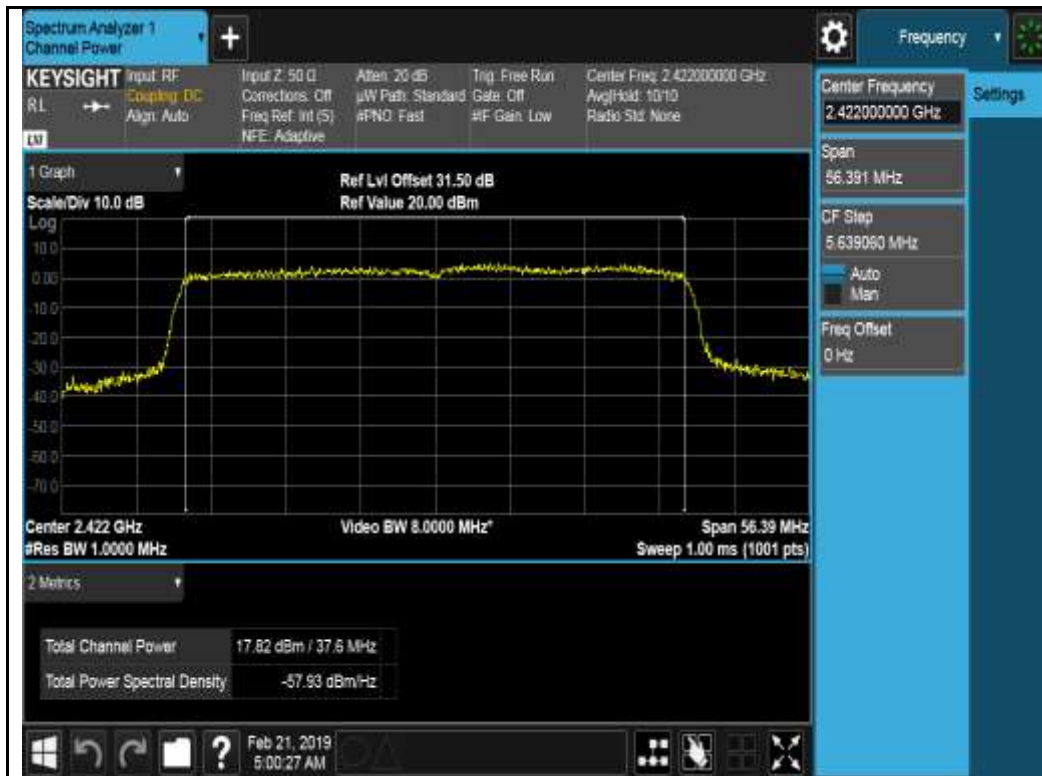 Spectrum Analyzer 1
Channel Power
+
Frequency
KEYSIGHT
Input: RF
Coupling: DC
Align: Auto
RL
LXI
Input Z: 50 Ω
Corrections: Off
Freq Ref: Int (S)
NFE: Adaptive
Atten: 20 dB
µW Path: Standard
#PNO: Fast
Trig: Free Run
Gate: Off
#IF Gain: Low
Center Freq: 2.422000000 GHz
Avg|Hold: 10/10
Radio Std: None
Center Frequency
2.422000000 GHz
Settings
Span
56.391 MHz
CF Step
5.639060 MHz
Auto
Man
Freq Offset
0 Hz
1 Graph
Scale/Div 10.0 dB
Ref Lvl Offset 31.50 dB
Ref Value 20.00 dBm
Log
10.0
0.00
-10.0
-20.0
-30.0
-40.0
-50.0
-60.0
-70.0
Center 2.422 GHz
#Res BW 1.0000 MHz
Video BW 8.0000 MHz*
Span 56.39 MHz
Sweep 1.00 ms (1001 pts)
2 Metrics
Total Channel Power 17.82 dBm / 37.6 MHz
Total Power Spectral Density -57.93 dBm/Hz
?
Feb 21, 2019
5:00:27 AM